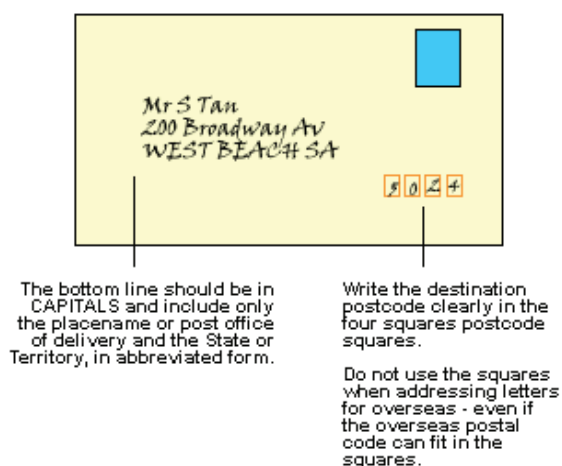 Mr S Tan
200 Broadway Av
WEST BEACH SA
5024
The bottom line should be in
CAPITALS and include only
the placename or post office
of delivery and the State or
Territory, in abbreviated form.
Write the destination
postcode clearly in the
four squares postcode
squares.
Do not use the squares
when addressing letters
for overseas - even if
the overseas postal
code can fit in the
squares.